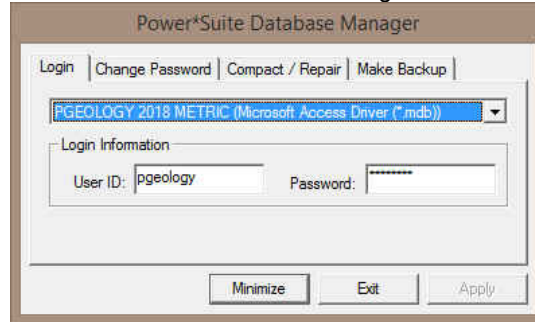 Power*Suite Database Manager
Login Change Password Compact / Repair Make Backup
PGEOLOGY 2018 METRIC (Microsoft Access Driver (*.mdb))
Login Information
User ID: pgeology Password: ********
Minimize Exit Apply